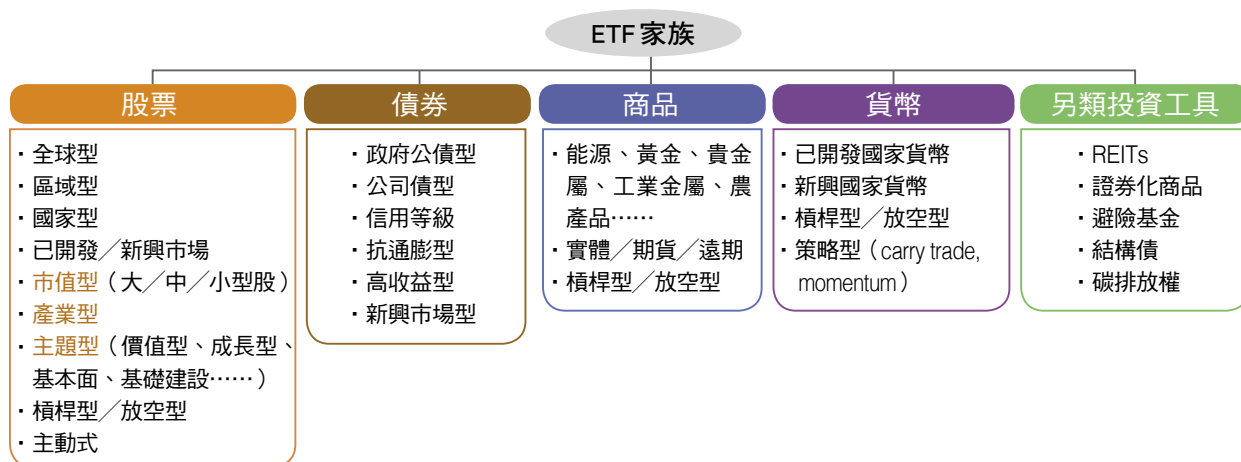 ETF家族
股票
・全球型
・區域型
・國家型
・已開發╱新興市場
・市值型（大╱中╱小型股）
・產業型
・主題型（價值型、成長型、
基本面、基礎建設……）
・槓桿型╱放空型
・主動式
債券
・政府公債型
・公司債型
・信用等級
・抗通膨型
・高收益型
・新興市場型
商品
・能源、黃金、貴金
屬、工業金屬、農
產品……
・實體╱期貨╱遠期
・槓桿型╱放空型
貨幣
・已開發國家貨幣
・新興國家貨幣
・槓桿型╱放空型
・策略型（carry trade,
momentum）
另類投資工具
・REITs
・證券化商品
・避險基金
・結構債
・碳排放權